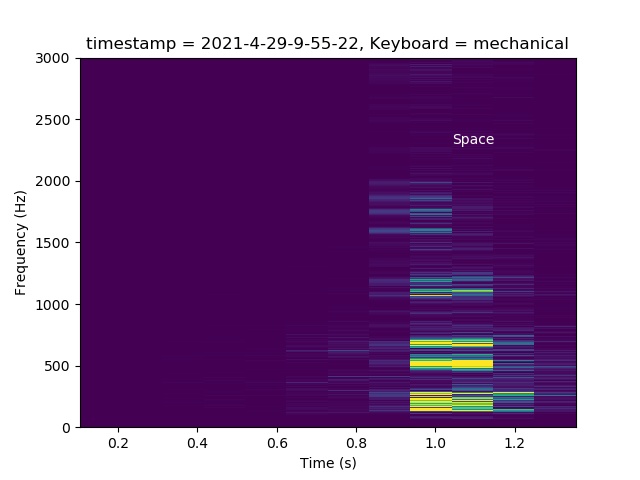 timestamp = 2021-4-29-9-55-22, Keyboard = mechanical
3000
2500
2000
1500
1000
500
0
Frequency (Hz)
Space
0.2 0.4 0.6 0.8 1.0 1.2
Time (s)